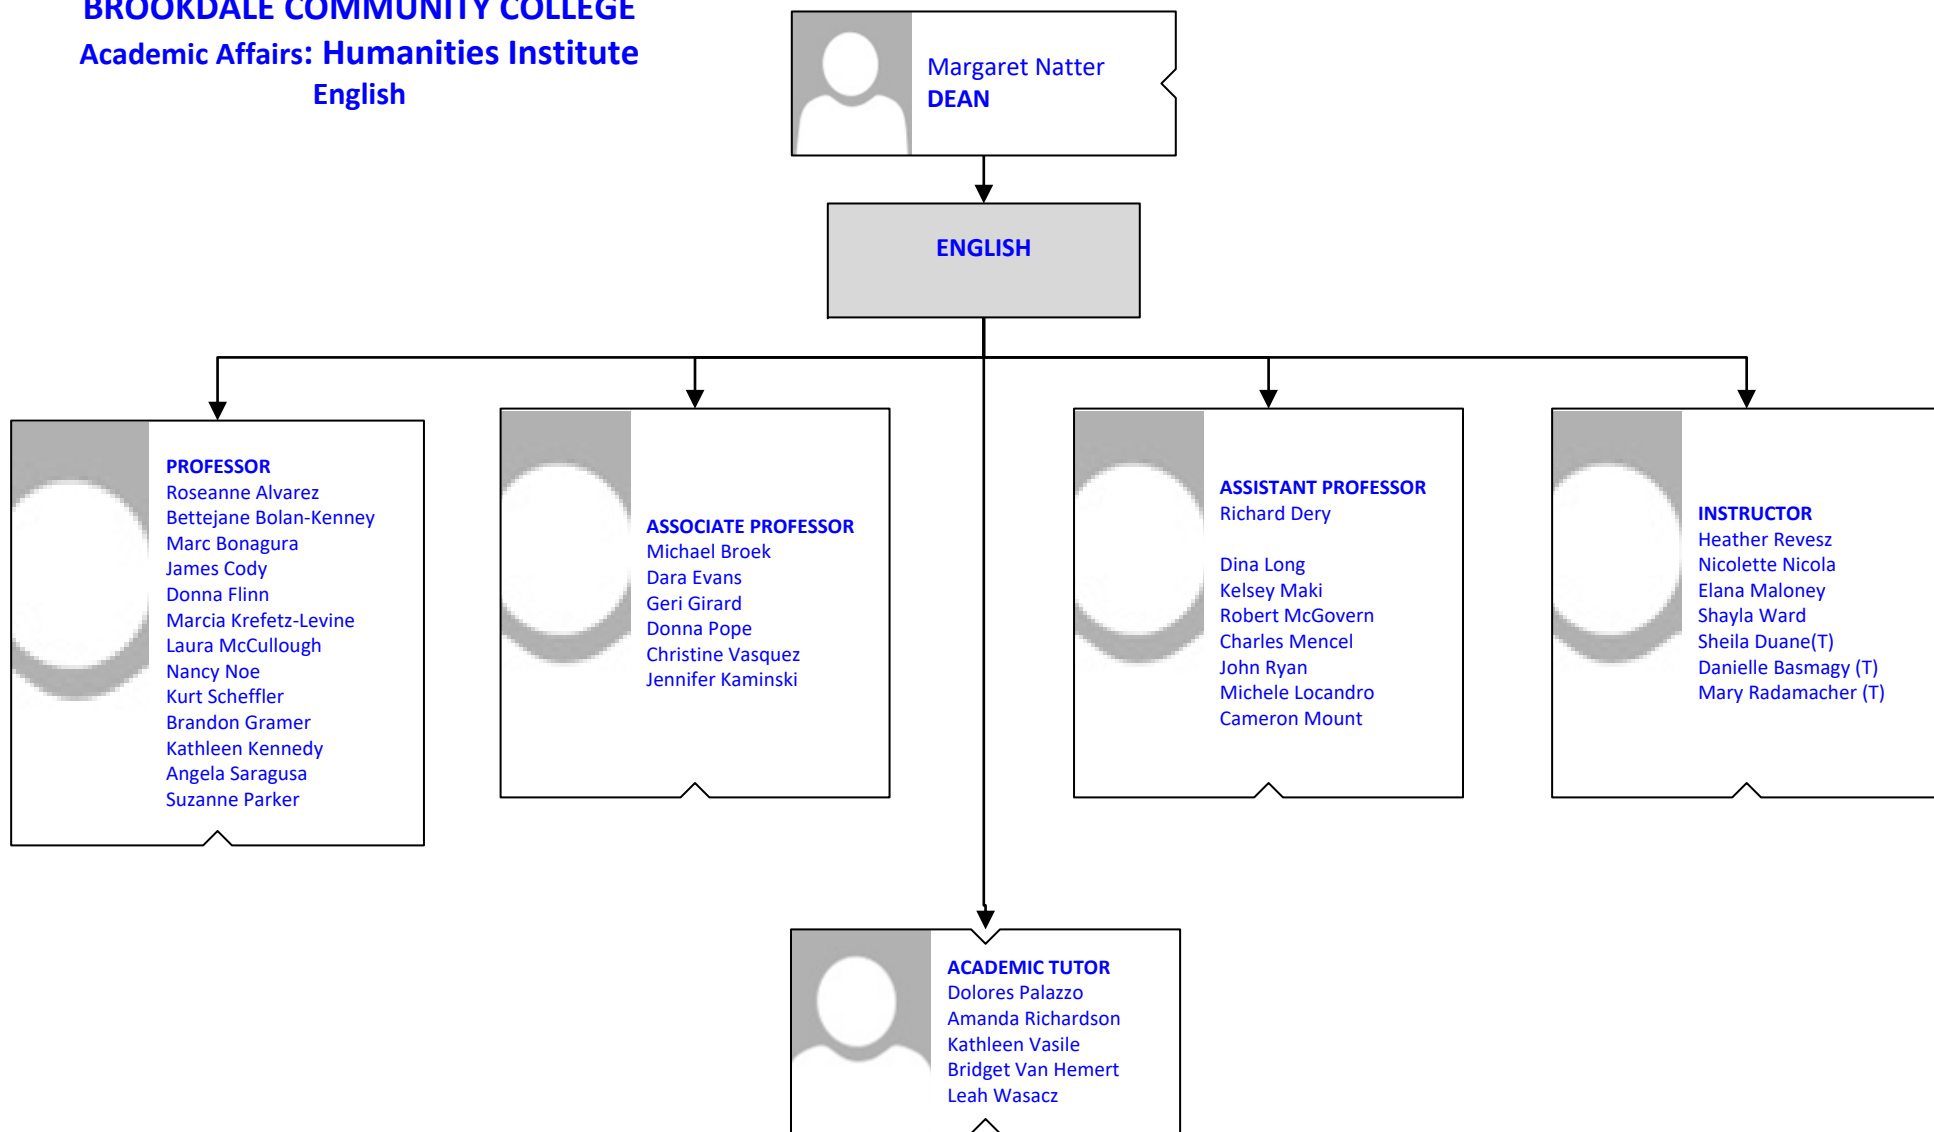 BROOKDALE COMMUNITY COLLEGE
Academic Affairs: Humanities Institute
English
Margaret Natter
DEAN
ENGLISH
PROFESSOR
Roseanne Alvarez
Bettejane Bolan-Kenney
Marc Bonagura
James Cody
Donna Flinn
Marcia Krefetz-Levine
Laura McCullough
Nancy Noe
Kurt Scheffler
Brandon Gramer
Kathleen Kennedy
Angela Saragusa
Suzanne Parker
ASSOCIATE PROFESSOR
Michael Broek
Dara Evans
Geri Girard
Donna Pope
Christine Vasquez
Jennifer Kaminski
ASSISTANT PROFESSOR
Richard Dery
Dina Long
Kelsey Maki
Robert McGovern
Charles Mencel
John Ryan
Michele Locandro
Cameron Mount
INSTRUCTOR
Heather Revesz
Nicolette Nicola
Elana Maloney
Shayla Ward
Sheila Duane(T)
Danielle Basmagy (T)
Mary Radamacher (T)
ACADEMIC TUTOR
Dolores Palazzo
Amanda Richardson
Kathleen Vasile
Bridget Van Hemert
Leah Wasacz